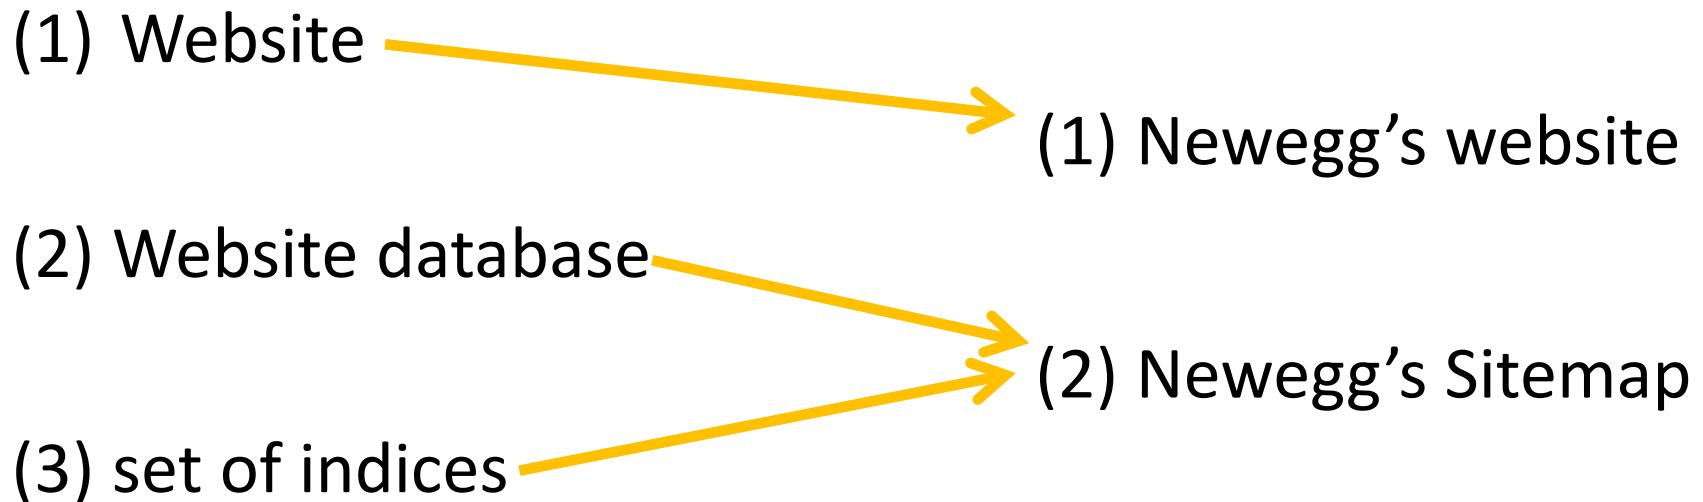 (1) Website
(1) Newegg’s website
(2) Website database
(2) Newegg’s Sitemap
(3) set of indices